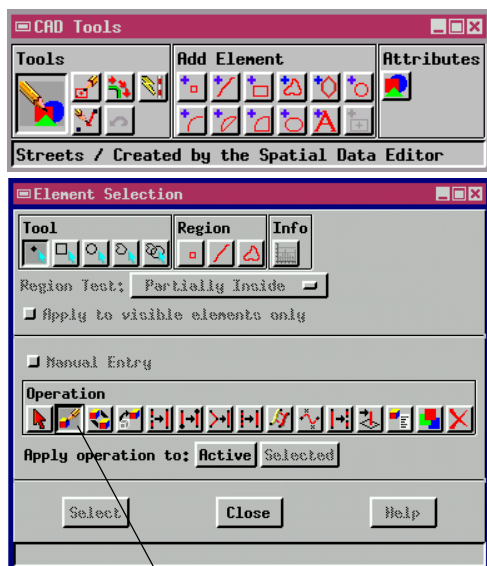 CAD Tools
Tools Add Element Attributes
A
Streets / Created by the Spatial Data Editor
Element Selection
Tool Region Info
Region Test: Partially Inside
Apply to visible elements only
Manual Entry
Operation
Apply operation to: Active Selected
Select Close Help